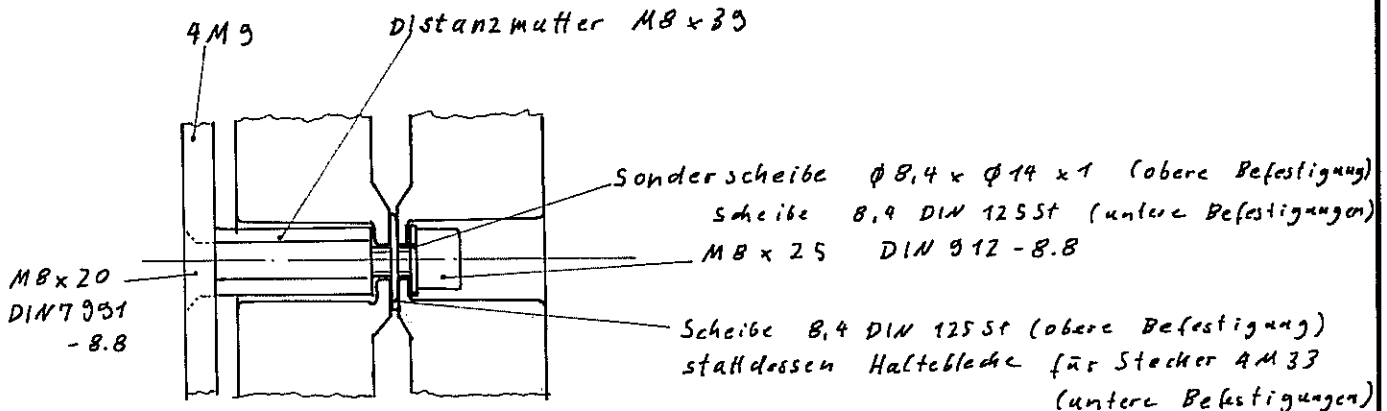 4M9
Distanzmutter M8 x 39
Sonderscheibe ⌀ 8,4 x ⌀ 14 x 1 (obere Befestigung)
Scheibe 8,4 DIN 125 St (untere Befestigungen)
M8 x 25 DIN 912 - 8.8
M8 x 20
DIN 7991
- 8.8
Scheibe 8,4 DIN 125 St (obere Befestigung)
stattdessen Haltebleche für Stecker 4M33
(untere Befestigungen)